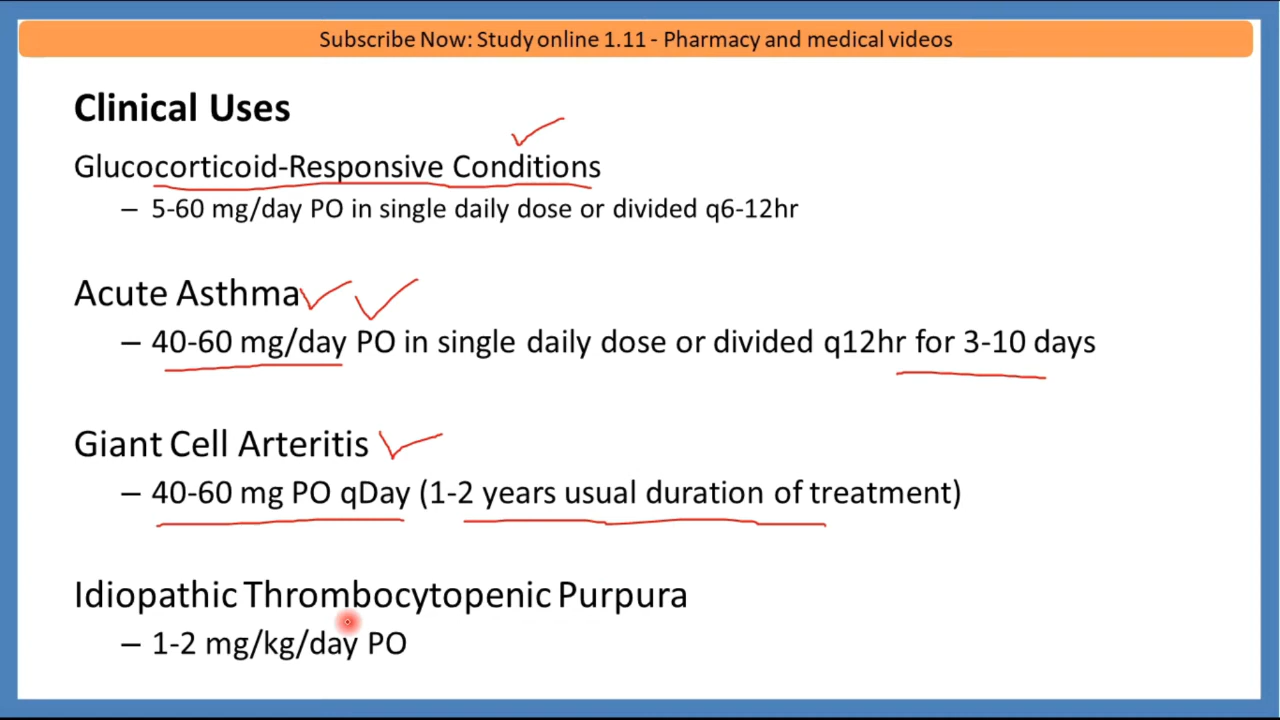 Subscribe Now: Study online 1.11 - Pharmacy and medical videos
Clinical Uses
Glucocorticoid-Responsive Conditions
– 5-60 mg/day PO in single daily dose or divided q6-12hr
Acute Asthma
– 40-60 mg/day PO in single daily dose or divided q12hr for 3-10 days
Giant Cell Arteritis
– 40-60 mg PO qDay (1-2 years usual duration of treatment)
Idiopathic Thrombocytopenic Purpura
– 1-2 mg/kg/day PO